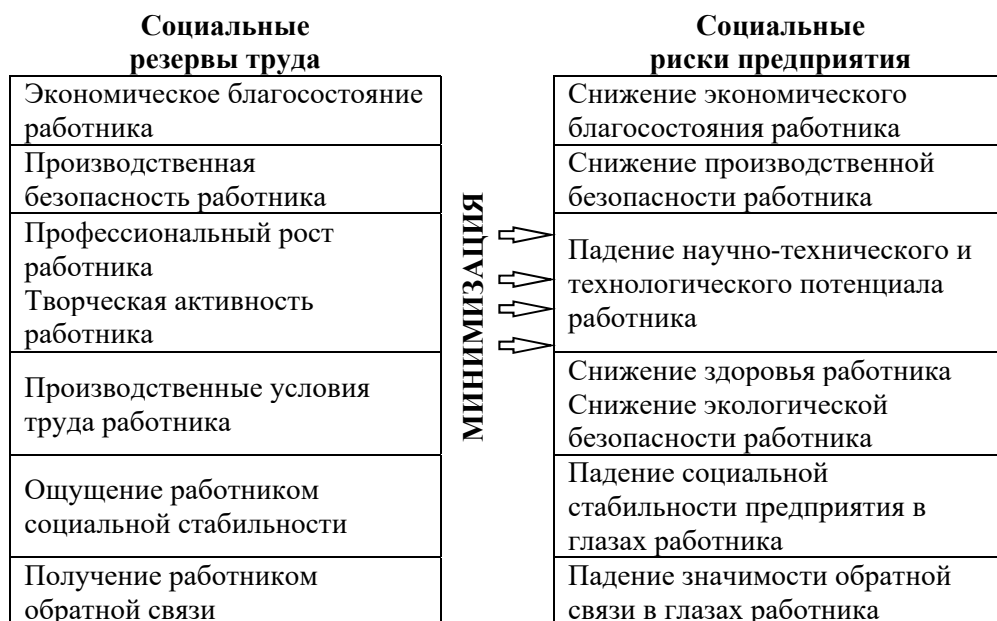 Социальные
резервы труда
Экономическое благосостояние
работника
Производственная
безопасность работника
Профессиональный рост
работника
Творческая активность
работника
Производственные условия
труда работника
Ощущение работником
социальной стабильности
Получение работником
обратной связи
МИНИМИЗАЦИЯ
Социальные
риски предприятия
Снижение экономического
благосостояния работника
Снижение производственной
безопасности работника
Падение научно-технического и
технологического потенциала
работника
Снижение здоровья работника
Снижение экологической
безопасности работника
Падение социальной
стабильности предприятия в
глазах работника
Падение значимости обратной
связи в глазах работника